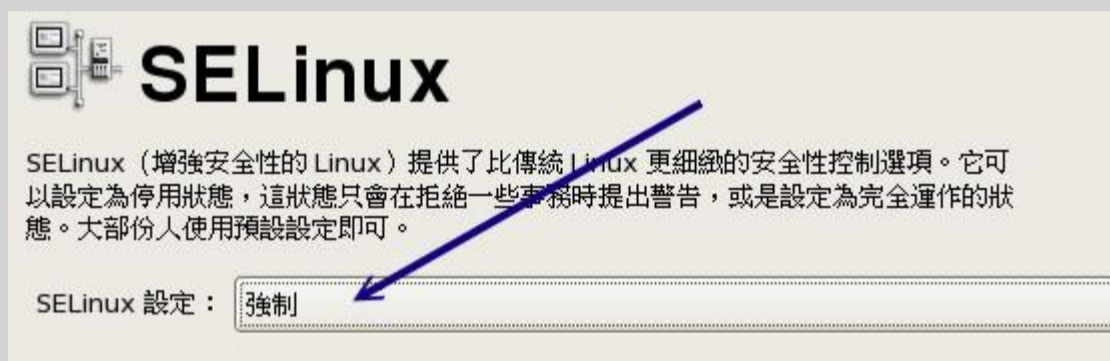 SELinux
SELinux（增強安全性的 Linux）提供了比傳統 Linux 更細緻的安全性控制選項。它可
以設定為停用狀態，這狀態只會在拒絕一些事務時提出警告，或是設定為完全運作的狀
態。大部份人使用預設設定即可。
SELinux 設定：強制